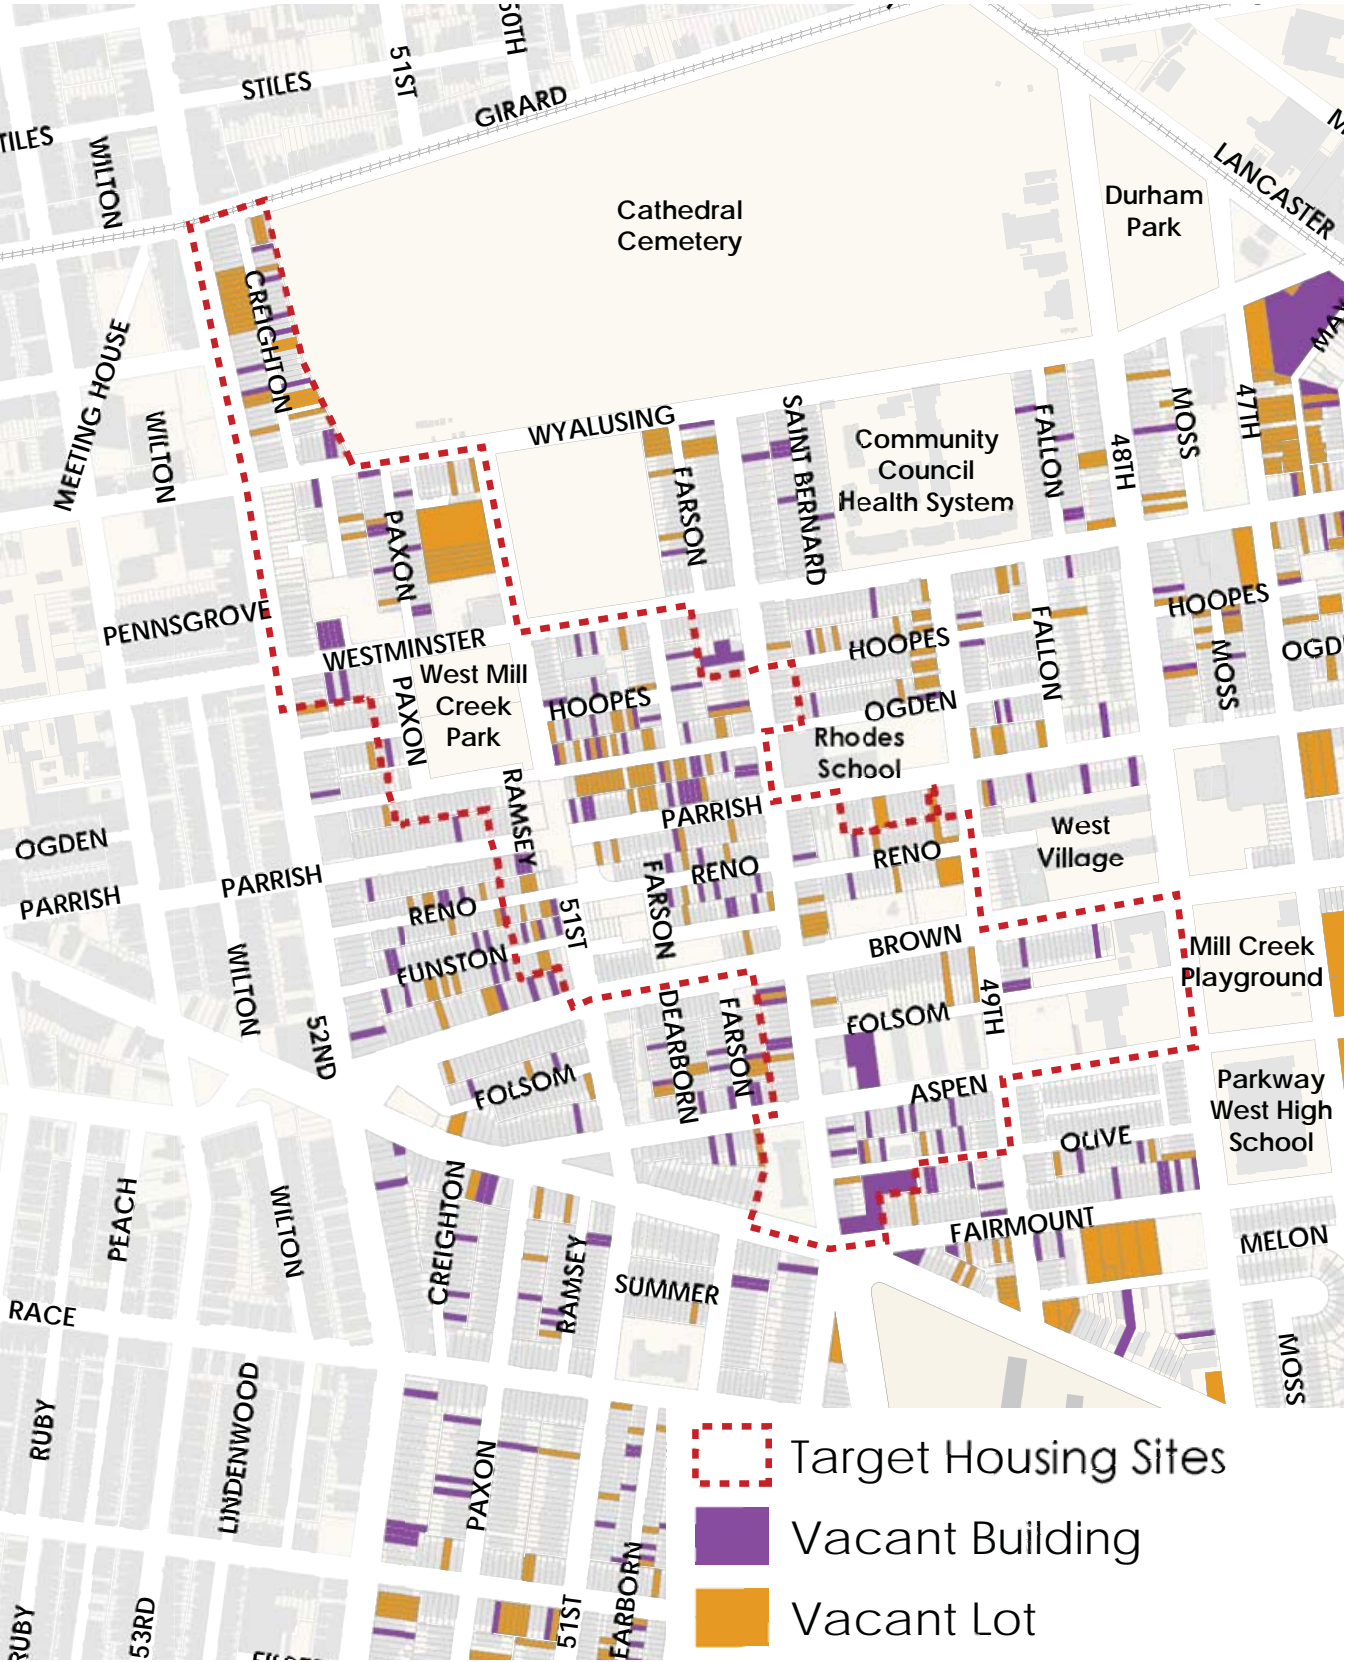 50TH
51ST
STILES
GIRARD
TILES
WILTON
LANCASTER
Durham
Park
Cathedral
Cemetery
CREIGHTON
MEETING HOUSE
WILTON
WYALUSING
SAINT BERNARD
Community
Council
Health System
FARSON
FALLON
48TH
MOSS
47TH
MAY
PAXON
PENNSGROVE
WESTMINSTER
HOOPES
HOOPES
FALLON
MOSS
OGD
West Mill
Creek
Park
PAXON
HOOPES
OGDEN
Rhodes
School
RAMSEY
PARRISH
OGDEN
West
Village
RENO
RENO
PARRISH
PARRISH
RENO
FARSON
51ST
FUNSTON
BROWN
WILTON
Mill Creek
Playground
52ND
DEARBORN
FARSON
FOLSOM
49TH
FOLSOM
ASPEN
Parkway
West High
School
OLIVE
PEACH
WILTON
CREIGHTON
RAMSEY
FAIRMOUNT
MELON
SUMMER
RACE
MOSS
RUBY
LINDENWOOD
PAXON
Target Housing Sites
Vacant Building
Vacant Lot
RUBY
53RD
51ST
EARBORN